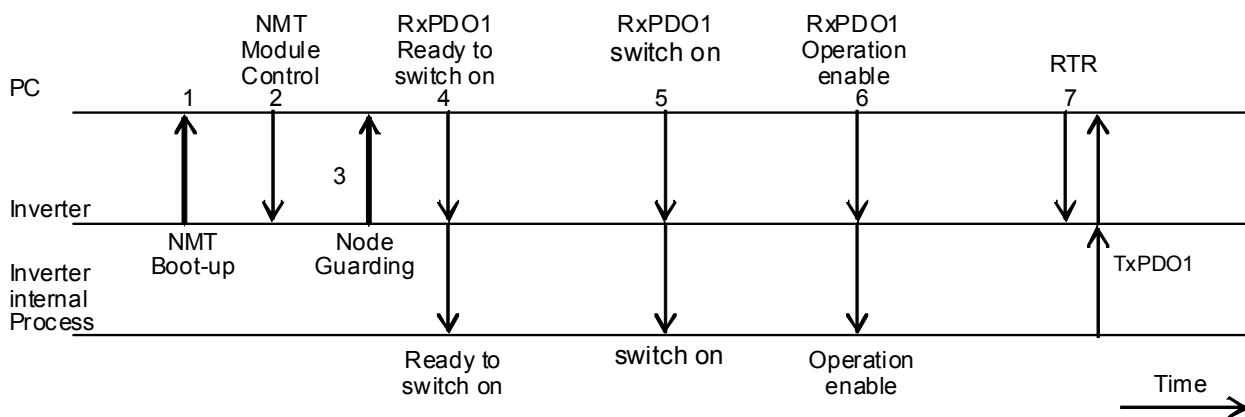 NMT
Module
Control
RxPDO1
Ready to
switch on
RxPDO1
switch on
RxPDO1
Operation
enable
RTR
PC
1
2
4
5
6
7
3
Inverter
NMT
Boot-up
Node
Guarding
TxPDO1
Inverter
internal
Process
Ready to
switch on
switch on
Operation
enable
Time